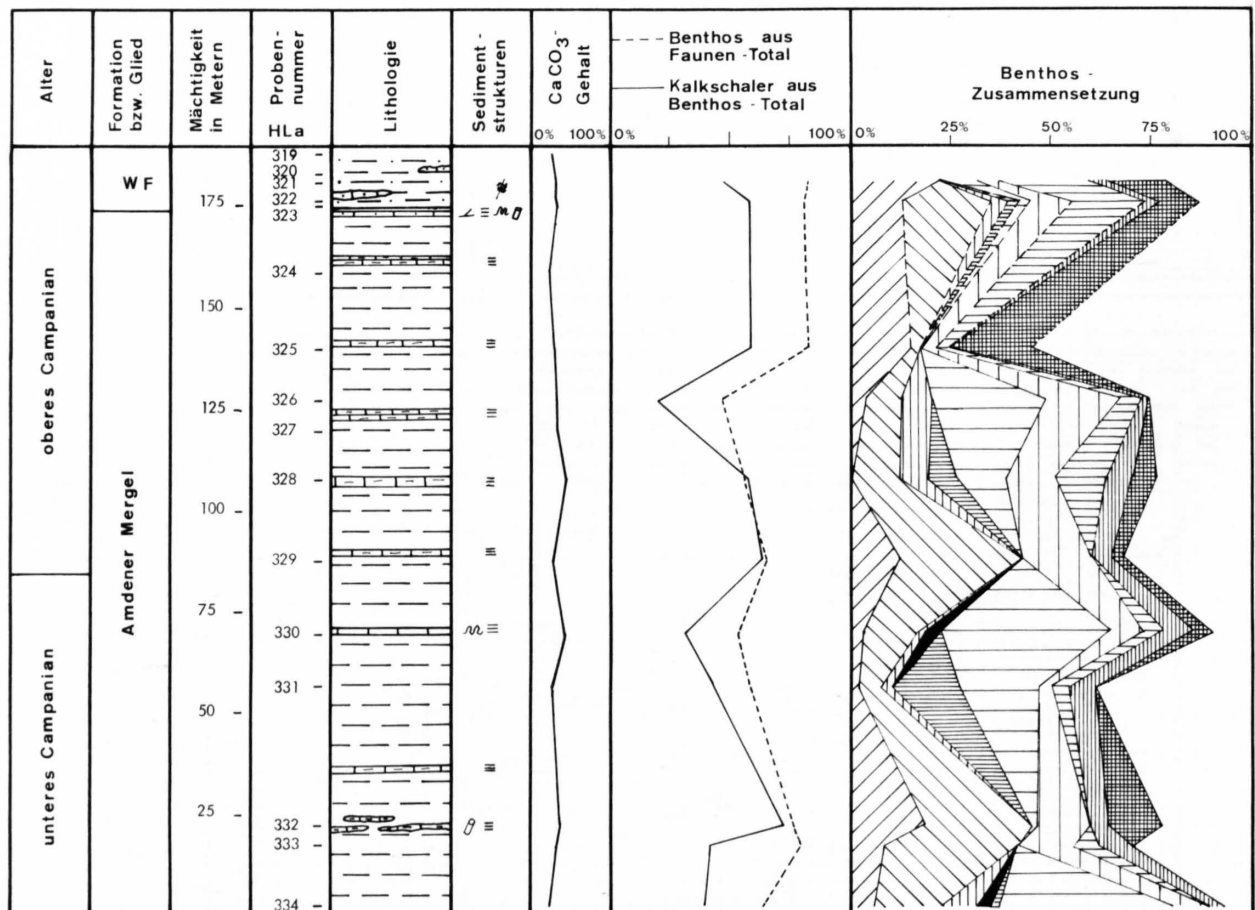 Alter
Formation
bzw. Glied
Mächtigkeit
in Metern
Proben-
nummer
HLa
Lithologie
Sediment-
strukturen
CaCO3-
Gehalt
0% 100%
Benthos aus
Faunen - Total
Kalkschaler aus
Benthos - Total
0% 100%
Benthos -
Zusammensetzung
0% 25% 50% 75% 100%
oberes Campanian
unteres Campanian
WF
Amdener Mergel
175
150
125
100
75
50
25
319
320
321
322
323
324
325
326
327
328
329
330
331
332
333
334